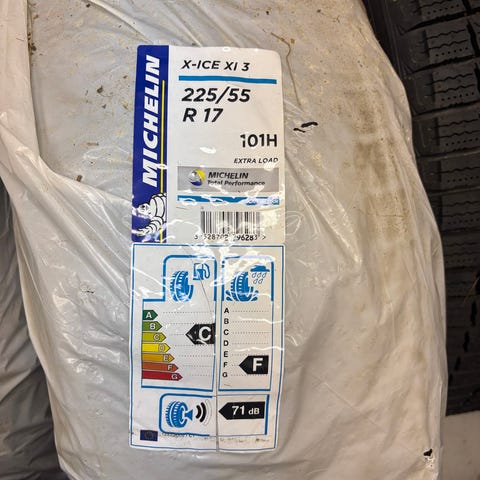 MICHELIN
X-ICE XI 3
225/55
R 17
101H
EXTRA LOAD
MICHELIN
Total Performance
A
B
C
D
E
F
G
C
A
B
C
D
E
F
G
F
71 dB